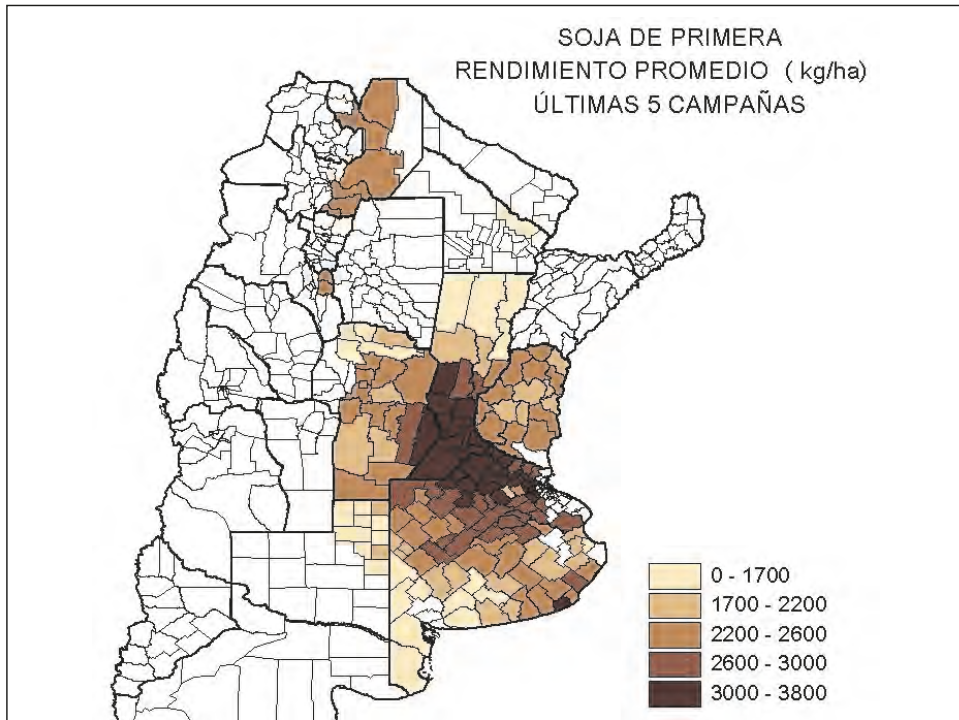 SOJA DE PRIMERA
RENDIMIENTO PROMEDIO ( kg/ha)
ÚLTIMAS 5 CAMPAÑAS
0 - 1700
1700 - 2200
2200 - 2600
2600 - 3000
3000 - 3800